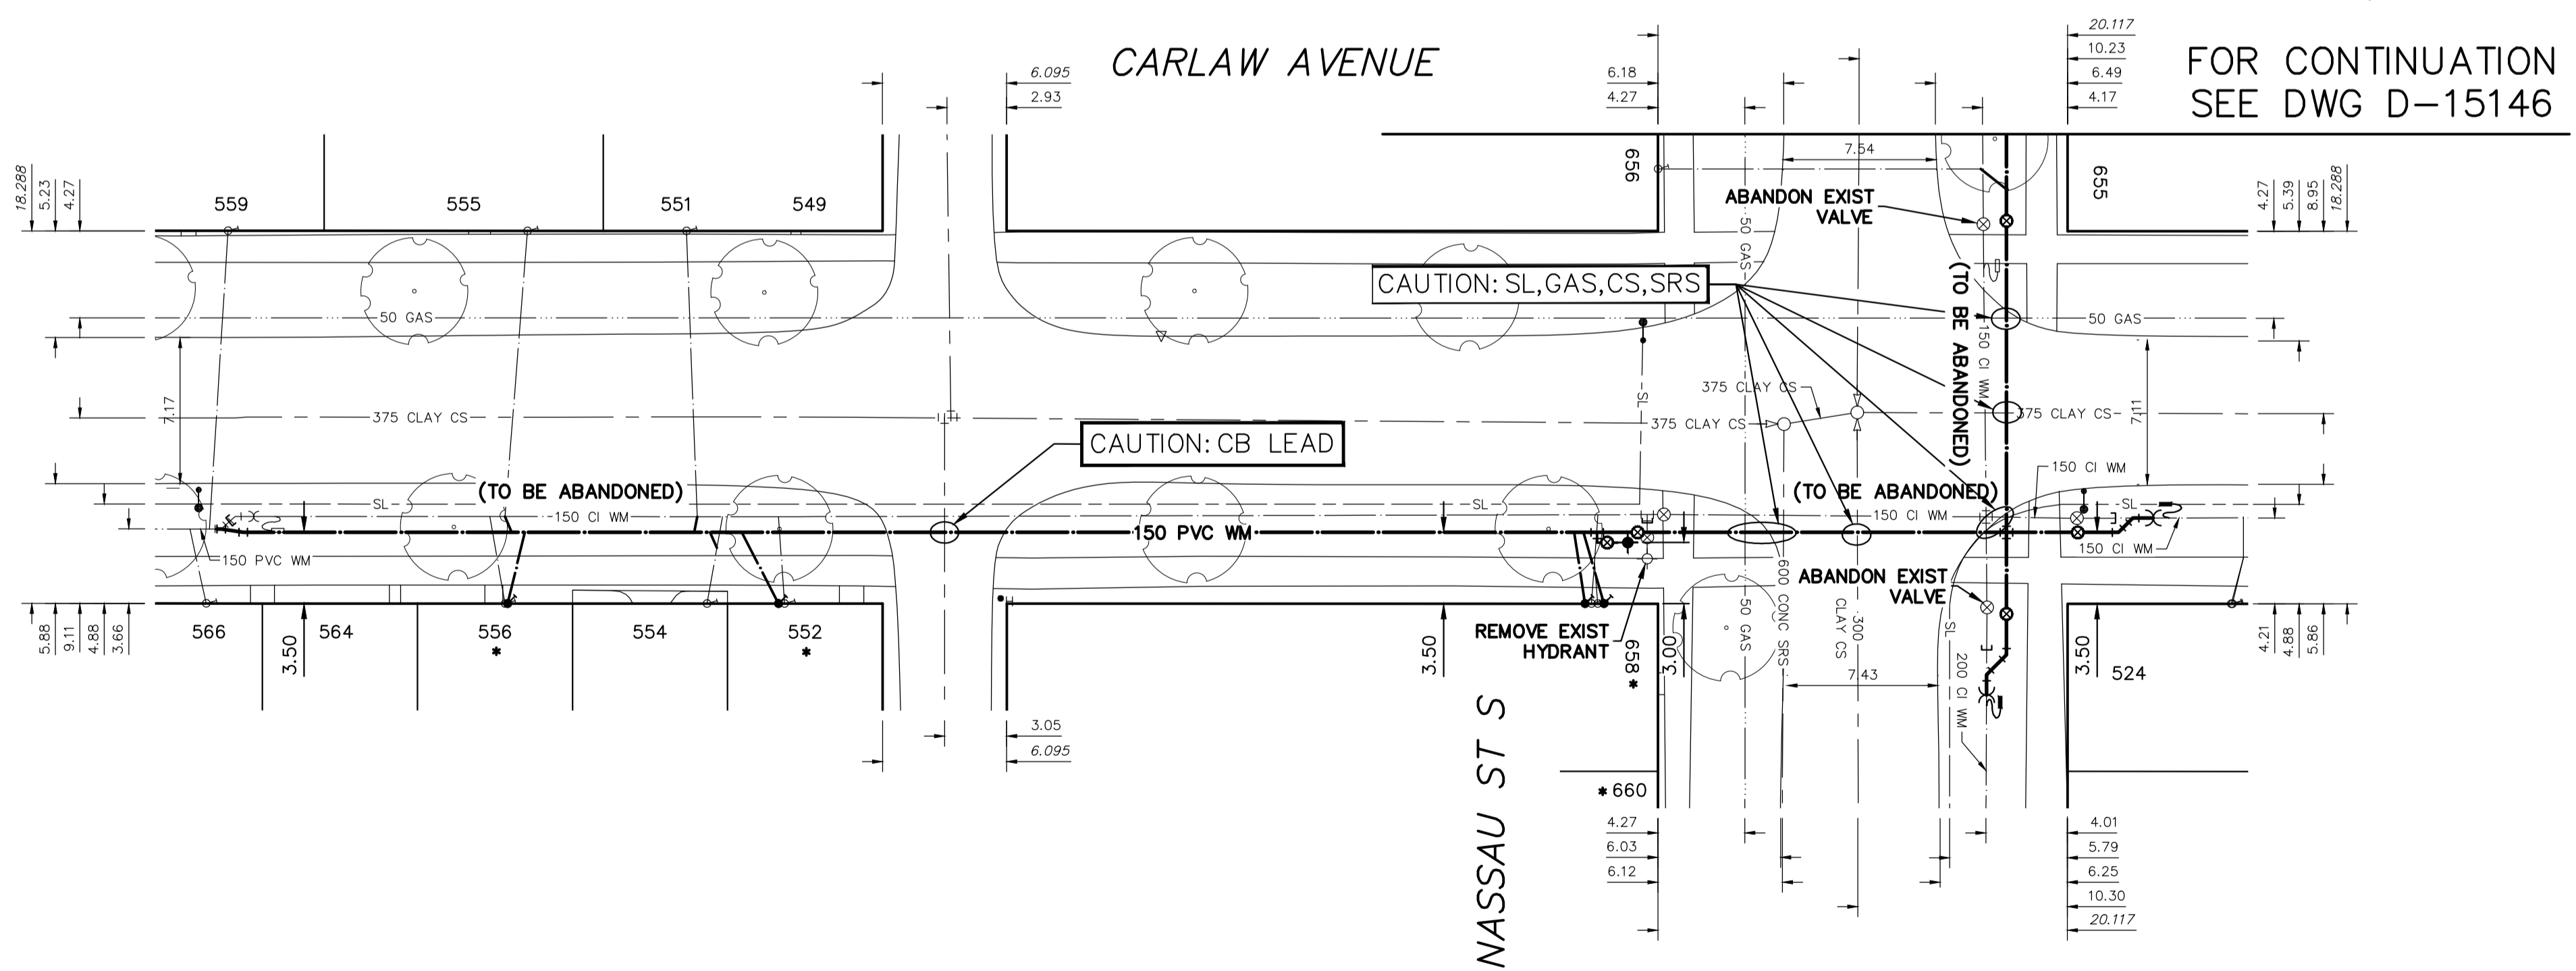 CARLAW AVENUE
FOR CONTINUATION
SEE DWG D-15146
6.095
2.93
6.18
4.27
20.117
10.23
6.49
4.17
18.288
5.23
4.27
559
555
551
549
656
7.54
655
4.27
5.39
8.95
18.288
ABANDON EXIST
VALVE
50 GAS
(TO BE ABANDONED)
CAUTION: SL,GAS,CS,SRS
50 GAS
50 GAS
150 CI WM
7.17
375 CLAY CS
SL
375 CLAY CS
375 CLAY CS
375 CLAY CS
7.11
CAUTION: CB LEAD
150 CI WM
(TO BE ABANDONED)
SL
150 CI WM
SL
(TO BE ABANDONED)
150 CI WM
SL
150 PVC WM
150 PVC WM
150 CI WM
ABANDON EXIST
VALVE
5.88
9.11
4.88
3.66
566
564
3.50
556
*
554
552
*
3.50
REMOVE EXIST
HYDRANT
658 *
3.00
50 GAS
600 CONC SRS
300
CLAY CS
7.43
SL
200 CI WM
3.50
524
4.21
4.88
5.86
3.05
6.095
NASSAU ST S
* 660
4.27
6.03
6.12
4.01
5.79
6.25
10.30
20.117